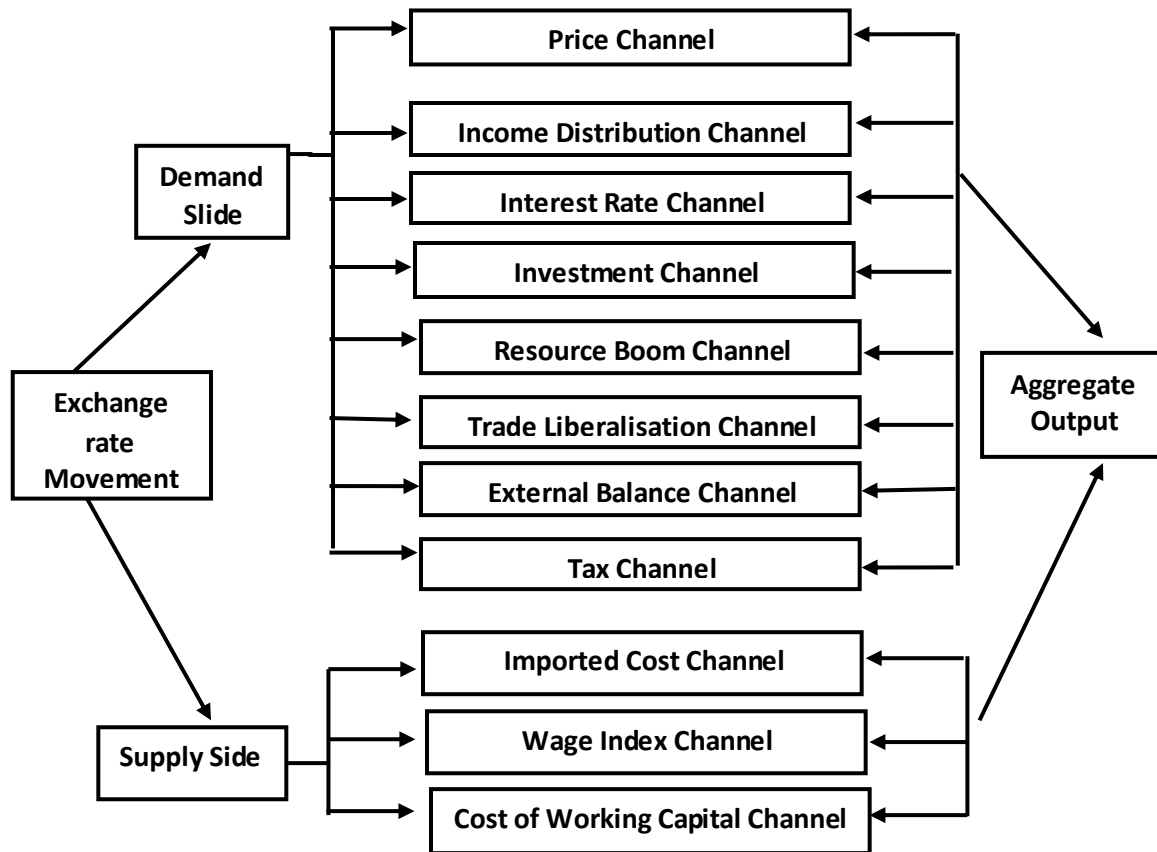 Price Channel
Income Distribution Channel
Demand
Slide
Interest Rate Channel
Investment Channel
Resource Boom Channel
Exchange
rate
Movement
Aggregate
Output
Trade Liberalisation Channel
External Balance Channel
Tax Channel
Imported Cost Channel
Supply Side
Wage Index Channel
Cost of Working Capital Channel